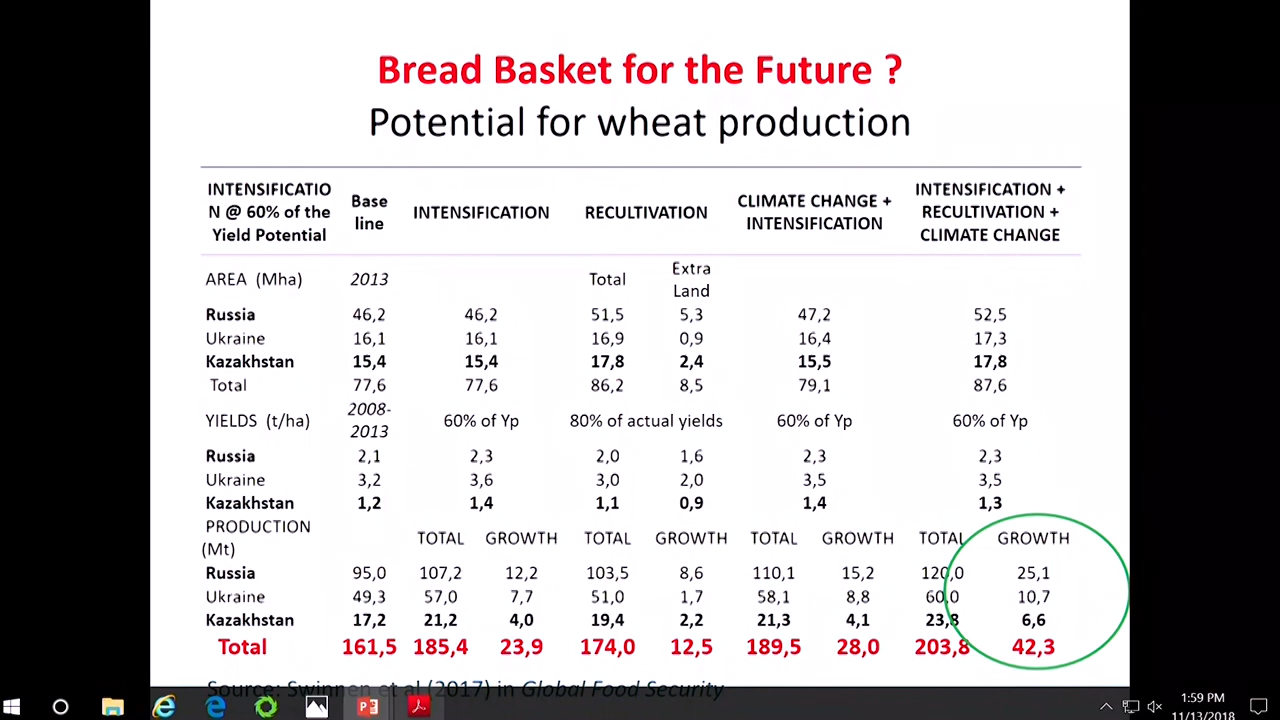 Bread Basket for the Future ?
Potential for wheat production
INTENSIFICATIO
N @ 60% of the
Yield Potential
Base
line
INTENSIFICATION
RECULTIVATION
CLIMATE CHANGE +
INTENSIFICATION
INTENSIFICATION +
RECULTIVATION +
CLIMATE CHANGE
AREA (Mha) 2013 Total Extra
Land
Russia 46,2 46,2 51,5 5,3 47,2 52,5
Ukraine 16,1 16,1 16,9 0,9 16,4 17,3
Kazakhstan 15,4 15,4 17,8 2,4 15,5 17,8
Total 77,6 77,6 86,2 8,5 79,1 87,6
YIELDS (t/ha) 2008-
2013 60% of Yp 80% of actual yields 60% of Yp 60% of Yp
Russia 2,1 2,3 2,0 1,6 2,3 2,3
Ukraine 3,2 3,6 3,0 2,0 3,5 3,5
Kazakhstan 1,2 1,4 1,1 0,9 1,4 1,3
PRODUCTION
(Mt) TOTAL GROWTH TOTAL GROWTH TOTAL GROWTH TOTAL GROWTH
Russia 95,0 107,2 12,2 103,5 8,6 110,1 15,2 120,0 25,1
Ukraine 49,3 57,0 7,7 51,0 1,7 58,1 8,8 60,0 10,7
Kazakhstan 17,2 21,2 4,0 19,4 2,2 21,3 4,1 23,8 6,6
Total 161,5 185,4 23,9 174,0 12,5 189,5 28,0 203,8 42,3
Source: Swinnen et al (2017) in Global Food Security
1:59 PM
11/13/2018